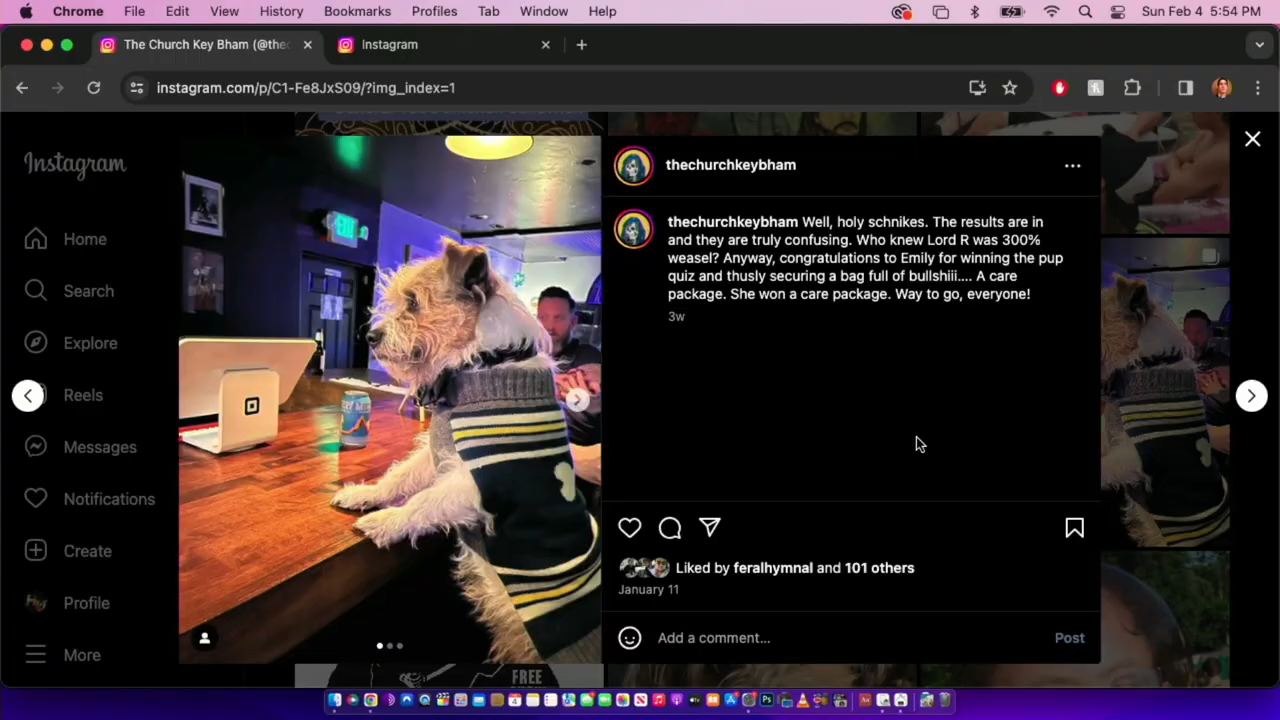 Chrome File Edit View History Bookmarks Profiles Tab Window Help Sun Feb 4 5:54 PM
The Church Key Bham (@the
Instagram
instagram.com/p/C1-Fe8JxS09/?img_index=1
Instagram
Home
Search
Explore
Reels
Messages
Notifications
Create
Profile
More
thechurchkeybham
thechurchkeybham Well, holy schnikes. The results are in
and they are truly confusing. Who knew Lord R was 300%
weasel? Anyway, congratulations to Emily for winning the pup
quiz and thusly securing a bag full of bullshiii.... A care
package. She won a care package. Way to go, everyone!
3w
Liked by feralhymnal and 101 others
January 11
Add a comment...
Post
FREE